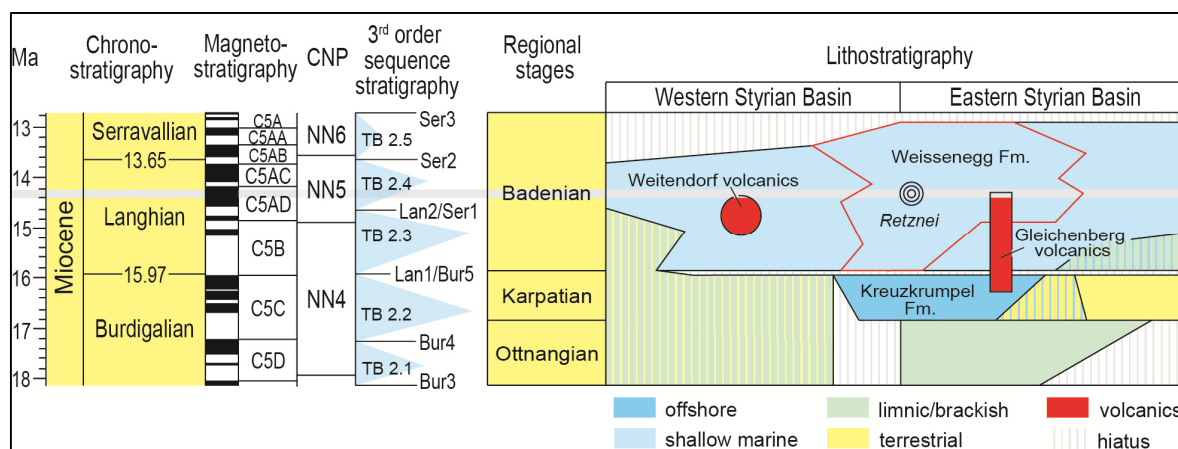 Ma
Chrono-
stratigraphy
Magneto-
stratigraphy
CNP
3rd order
sequence
stratigraphy
Regional
stages
Lithostratigraphy
Western Styrian Basin
Eastern Styrian Basin
13
14
15
16
17
18
Miocene
Serravallian
13.65
Langhian
15.97
Burdigalian
C5A
C5AA
C5AB
C5AC
C5AD
C5B
C5C
C5D
NN6
NN5
NN4
Ser3
TB 2.5
Ser2
TB 2.4
Lan2/Ser1
TB 2.3
Lan1/Bur5
TB 2.2
Bur4
TB 2.1
Bur3
Badenian
Karpatian
Ottnangian
Weitendorf volcanics
Weissenegg Fm.
Retznei
Gleichenberg
volcanics
Kreuzkrumpel
Fm.
offshore
limnic/brackish
volcanics
shallow marine
terrestrial
hiatus